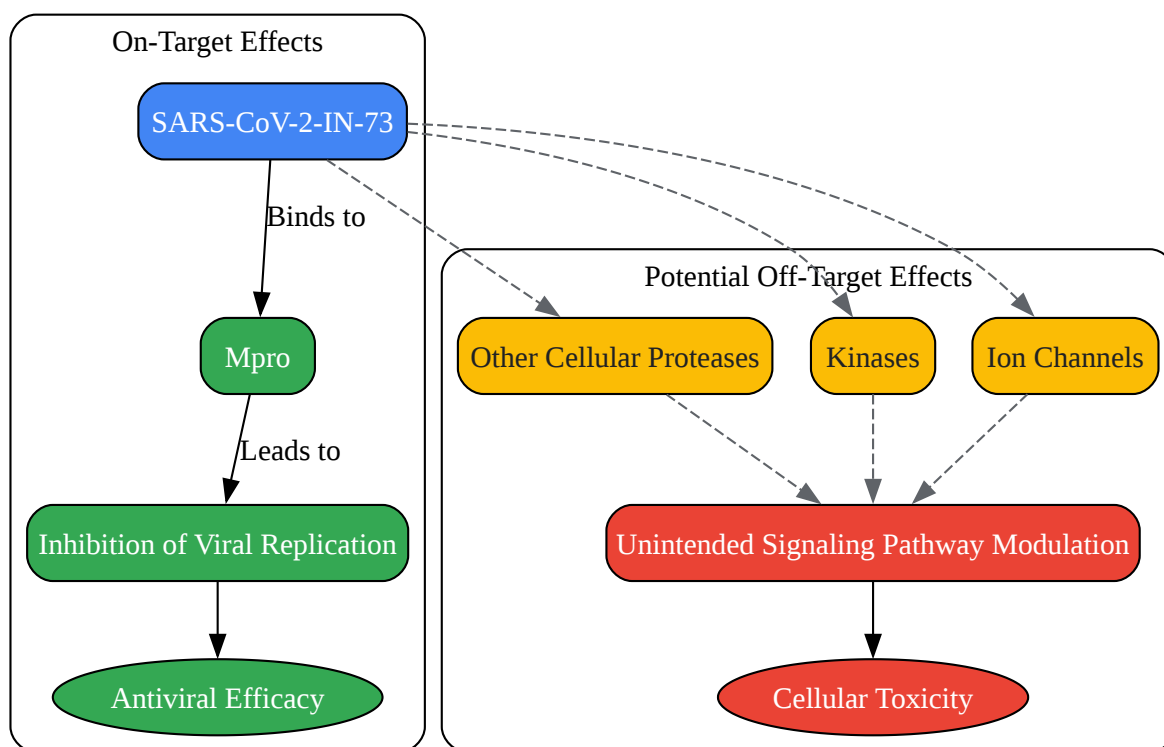 On-Target Effects
SARS-CoV-2-IN-73
Binds to
Potential Off-Target Effects
Mpro
Other Cellular Proteases
Kinases
Ion Channels
Leads to
Inhibition of Viral Replication
Unintended Signaling Pathway Modulation
Antiviral Efficacy
Cellular Toxicity